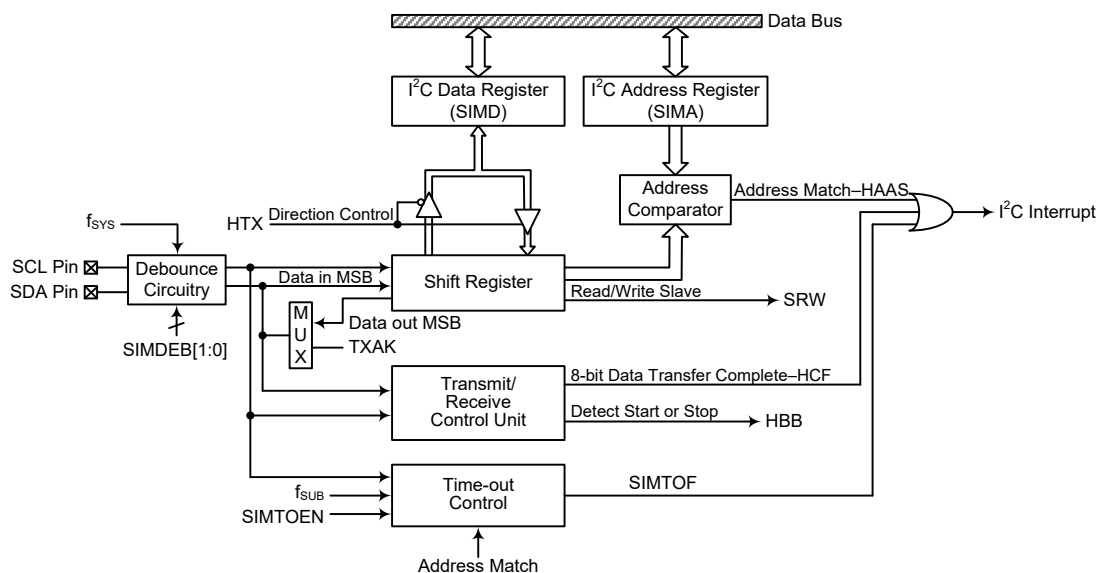 Data Bus
I²C Data Register
(SIMD)
I²C Address Register
(SIMA)
Address
Comparator
Address Match–HAAS
I²C Interrupt
HTX
Direction Control
fSYS
SCL Pin
SDA Pin
Debounce
Circuitry
SIMDEB[1:0]
Data in MSB
Shift Register
Read/Write Slave
SRW
M
U
X
Data out MSB
TXAK
Transmit/
Receive
Control Unit
8-bit Data Transfer Complete–HCF
Detect Start or Stop
HBB
fSUB
SIMTOEN
Time-out
Control
SIMTOF
Address Match